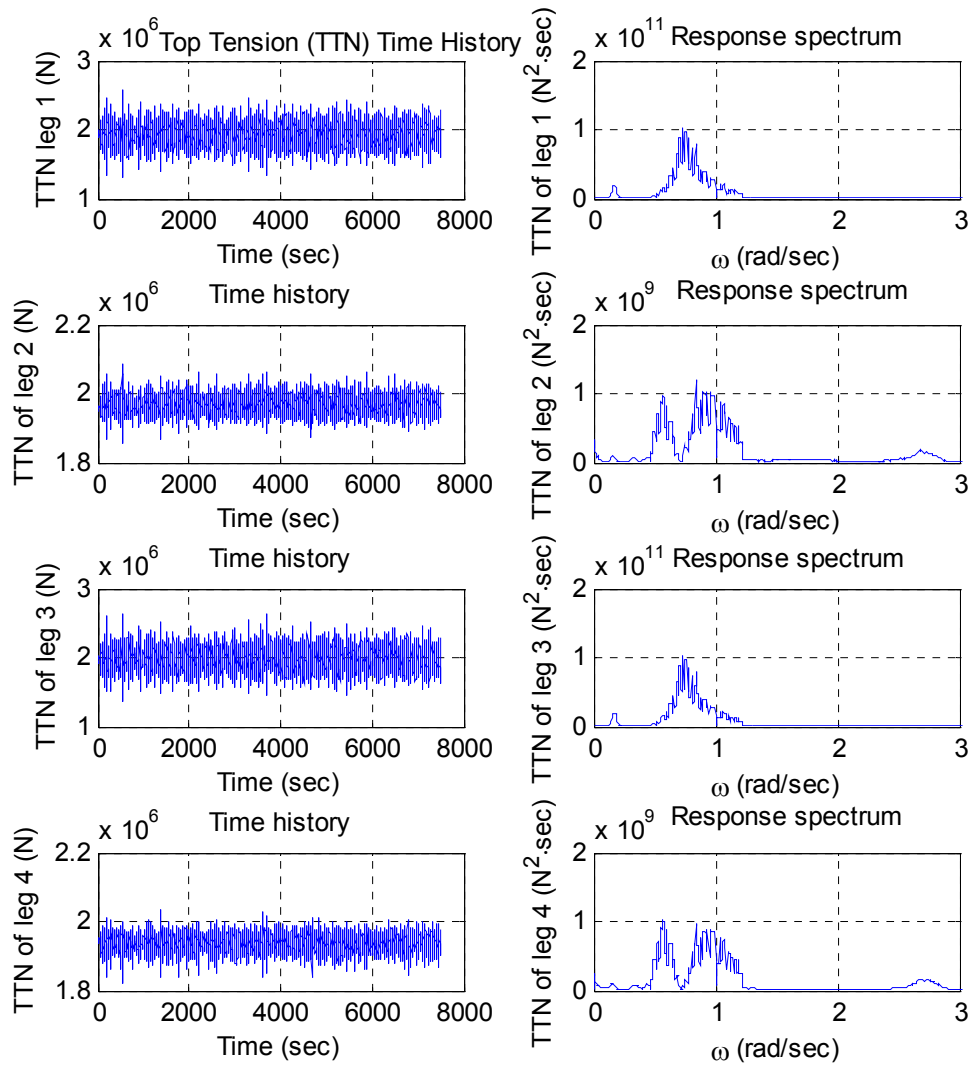 x 10^6 Top Tension (TTN) Time History
TTN leg 1 (N)
3
2
1
0 2000 4000 6000 8000
Time (sec)
x 10^11 Response spectrum
TTN of leg 1 (N^2·sec)
2
1
0
0 1 2 3
ω (rad/sec)
x 10^6 Time history
TTN of leg 2 (N)
2.2
2
1.8
0 2000 4000 6000 8000
Time (sec)
x 10^9 Response spectrum
TTN of leg 2 (N^2·sec)
2
1
0
0 1 2 3
ω (rad/sec)
x 10^6 Time history
TTN of leg 3 (N)
3
2
1
0 2000 4000 6000 8000
Time (sec)
x 10^11 Response spectrum
TTN of leg 3 (N^2·sec)
2
1
0
0 1 2 3
ω (rad/sec)
x 10^6 Time history
TTN of leg 4 (N)
2.2
2
1.8
0 2000 4000 6000 8000
Time (sec)
x 10^9 Response spectrum
TTN of leg 4 (N^2·sec)
2
1
0
0 1 2 3
ω (rad/sec)